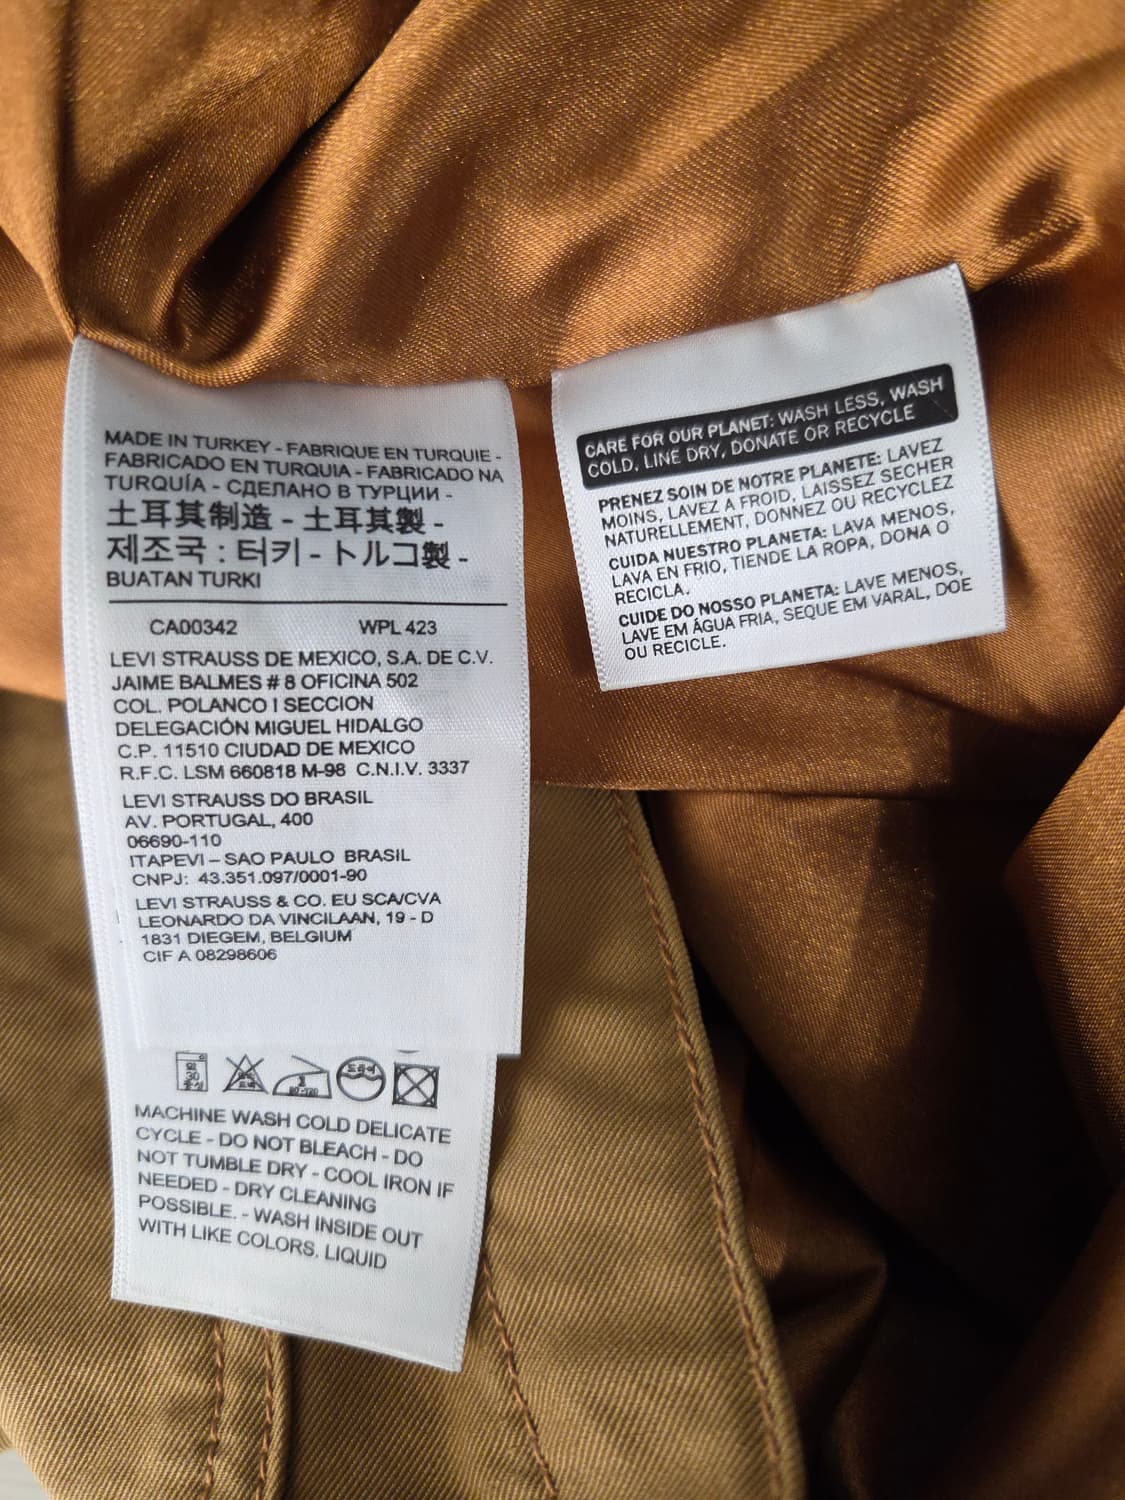 MADE IN TURKEY - FABRIQUE EN TURQUIE -
FABRICADO EN TURQUIA - FABRICADO NA
TURQUÍA - СДЕЛАНО В ТУРЦИИ -
土耳其制造 - 土耳其製 -
제조국 : 터키 - トルコ製 -
BUATAN TURKI
CA00342 WPL 423
LEVI STRAUSS DE MEXICO, S.A. DE C.V.
JAIME BALMES # 8 OFICINA 502
COL. POLANCO I SECCION
DELEGACIÓN MIGUEL HIDALGO
C.P. 11510 CIUDAD DE MEXICO
R.F.C. LSM 660818 M-98 C.N.I.V. 3337
LEVI STRAUSS DO BRASIL
AV. PORTUGAL, 400
06690-110
ITAPEVI – SAO PAULO BRASIL
CNPJ: 43.351.097/0001-90
LEVI STRAUSS & CO. EU SCA/CVA
LEONARDO DA VINCILAAN, 19 - D
1831 DIEGEM, BELGIUM
CIF A 08298606
MACHINE WASH COLD DELICATE
CYCLE - DO NOT BLEACH - DO
NOT TUMBLE DRY - COOL IRON IF
NEEDED - DRY CLEANING
POSSIBLE. - WASH INSIDE OUT
WITH LIKE COLORS. LIQUID
CARE FOR OUR PLANET: WASH LESS, WASH
COLD, LINE DRY, DONATE OR RECYCLE
PRENEZ SOIN DE NOTRE PLANETE: LAVEZ
MOINS, LAVEZ A FROID, LAISSEZ SECHER
NATURELLEMENT, DONNEZ OU RECYCLEZ
CUIDA NUESTRO PLANETA: LAVA MENOS,
LAVA EN FRIO, TIENDE LA ROPA, DONA O
RECICLA.
CUIDE DO NOSSO PLANETA: LAVE MENOS,
LAVE EM ÁGUA FRIA, SEQUE EM VARAL, DOE
OU RECICLE.